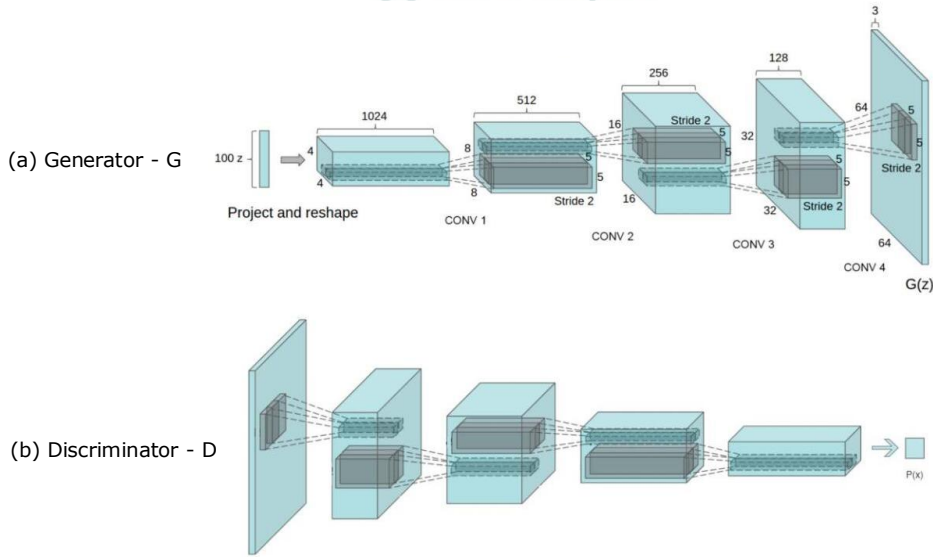 3
128
256
512
1024
64
5
5
Stride 2
16
5
5
Stride 2
32
4
8
5
5
(a) Generator - G
100 z
4
8
Stride 2
16
5
5
Stride 2
32
64
Project and reshape
CONV 1
CONV 2
CONV 3
CONV 4
G(z)
(b) Discriminator - D
P(x)